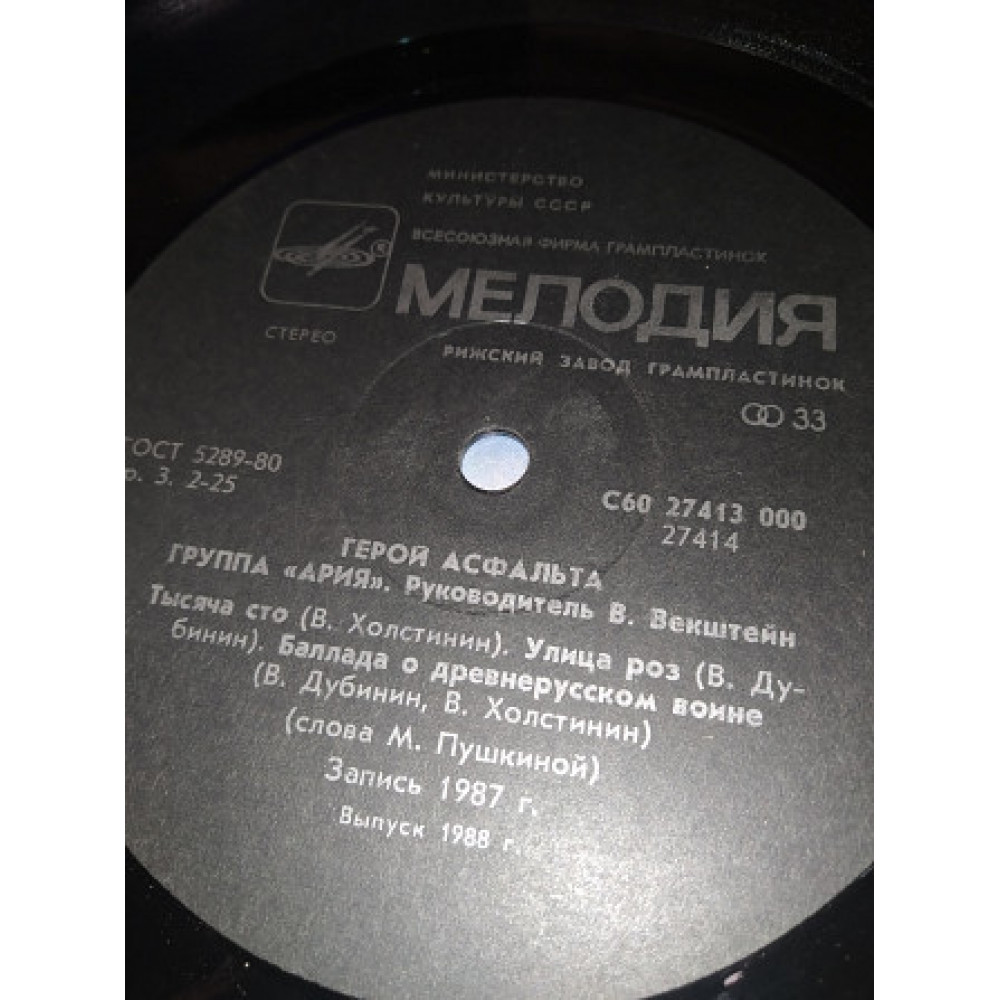 МИНИСТЕРСТВО
КУЛЬТУРЫ СССР
ВСЕСОЮЗНАЯ ФИРМА ГРАМПЛАСТИНОК
МЕЛОДИЯ
®
СТЕРЕО
РИЖСКИЙ ЗАВОД ГРАМПЛАСТИНОК
33
ГОСТ 5289-80
р. 3. 2-25
С60 27413 000
27414
ГЕРОЙ АСФАЛЬТА
ГРУППА «АРИЯ». Руководитель В. Векштейн
Тысяча сто (В. Холстинин). Улица роз (В. Ду-
бинин). Баллада о древнерусском воине
(В. Дубинин, В. Холстинин)
(слова М. Пушкиной)
Запись 1987 г.
Выпуск 1988 г.